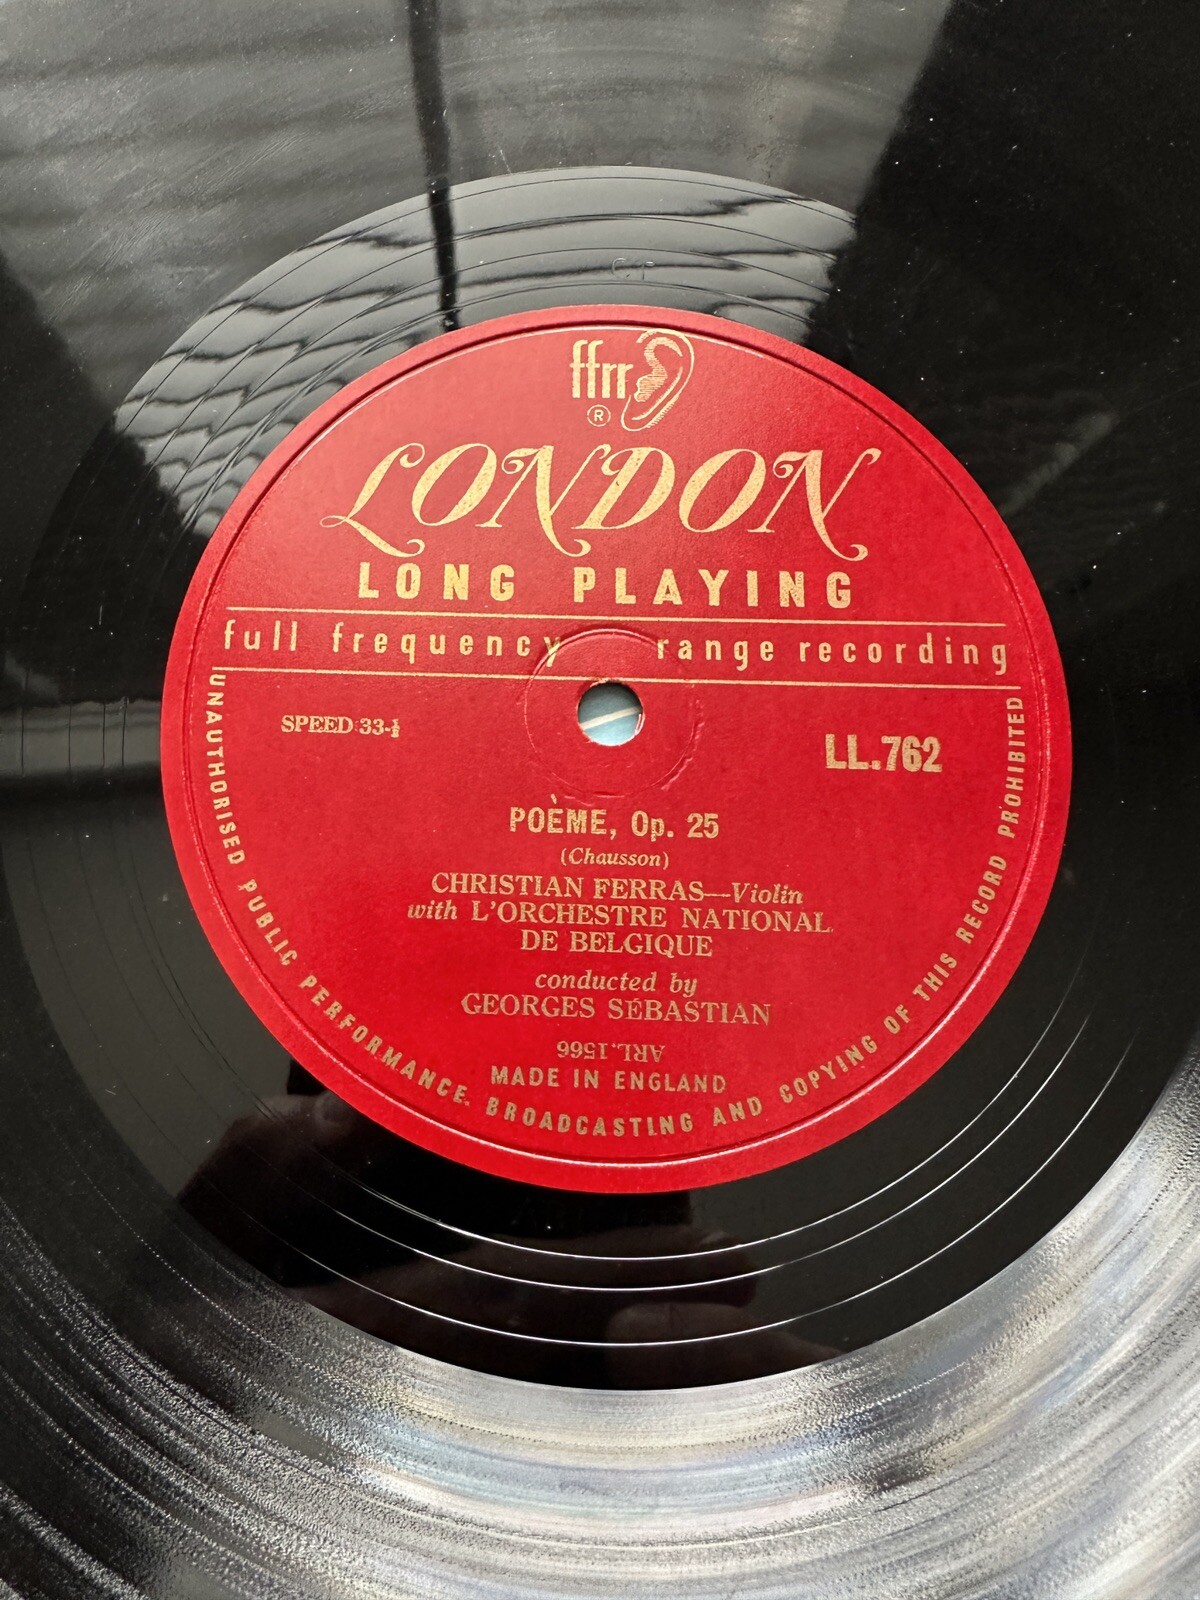 ffrr
®
LONDON
LONG PLAYING
full frequency range recording
SPEED 33-⅓
LL.762
POÈME, Op. 25
(Chausson)
CHRISTIAN FERRAS—Violin
with L'ORCHESTRE NATIONAL
DE BELGIQUE
conducted by
GEORGES SÉBASTIAN
ARL.1566
MADE IN ENGLAND
UNAUTHORISED PUBLIC PERFORMANCE. BROADCASTING AND COPYING OF THIS RECORD PROHIBITED